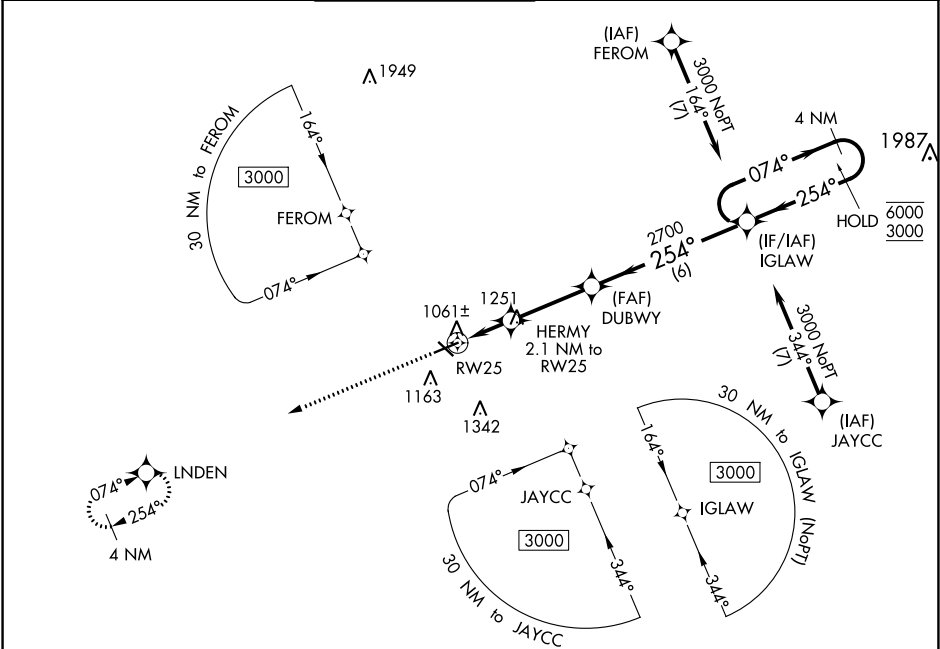 (IAF)
FEROM
3000 NoPT
164°
(7)
1949
30 NM to FEROM
164°
3000
FEROM
074°
4 NM
1987
074°
254°
HOLD
6000
3000
(IF/IAF)
IGLAW
2700
254°
(6)
(FAF)
DUBWY
1251
1061±
HERMY
2.1 NM to
RW25
RW25
1163
1342
3000 NoPT
344°
(7)
(IAF)
JAYCC
LNDEN
074°
254°
4 NM
074°
JAYCC
3000
344°
30 NM to JAYCC
164°
3000
IGLAW
344°
30 NM to IGLAW (NoPT)